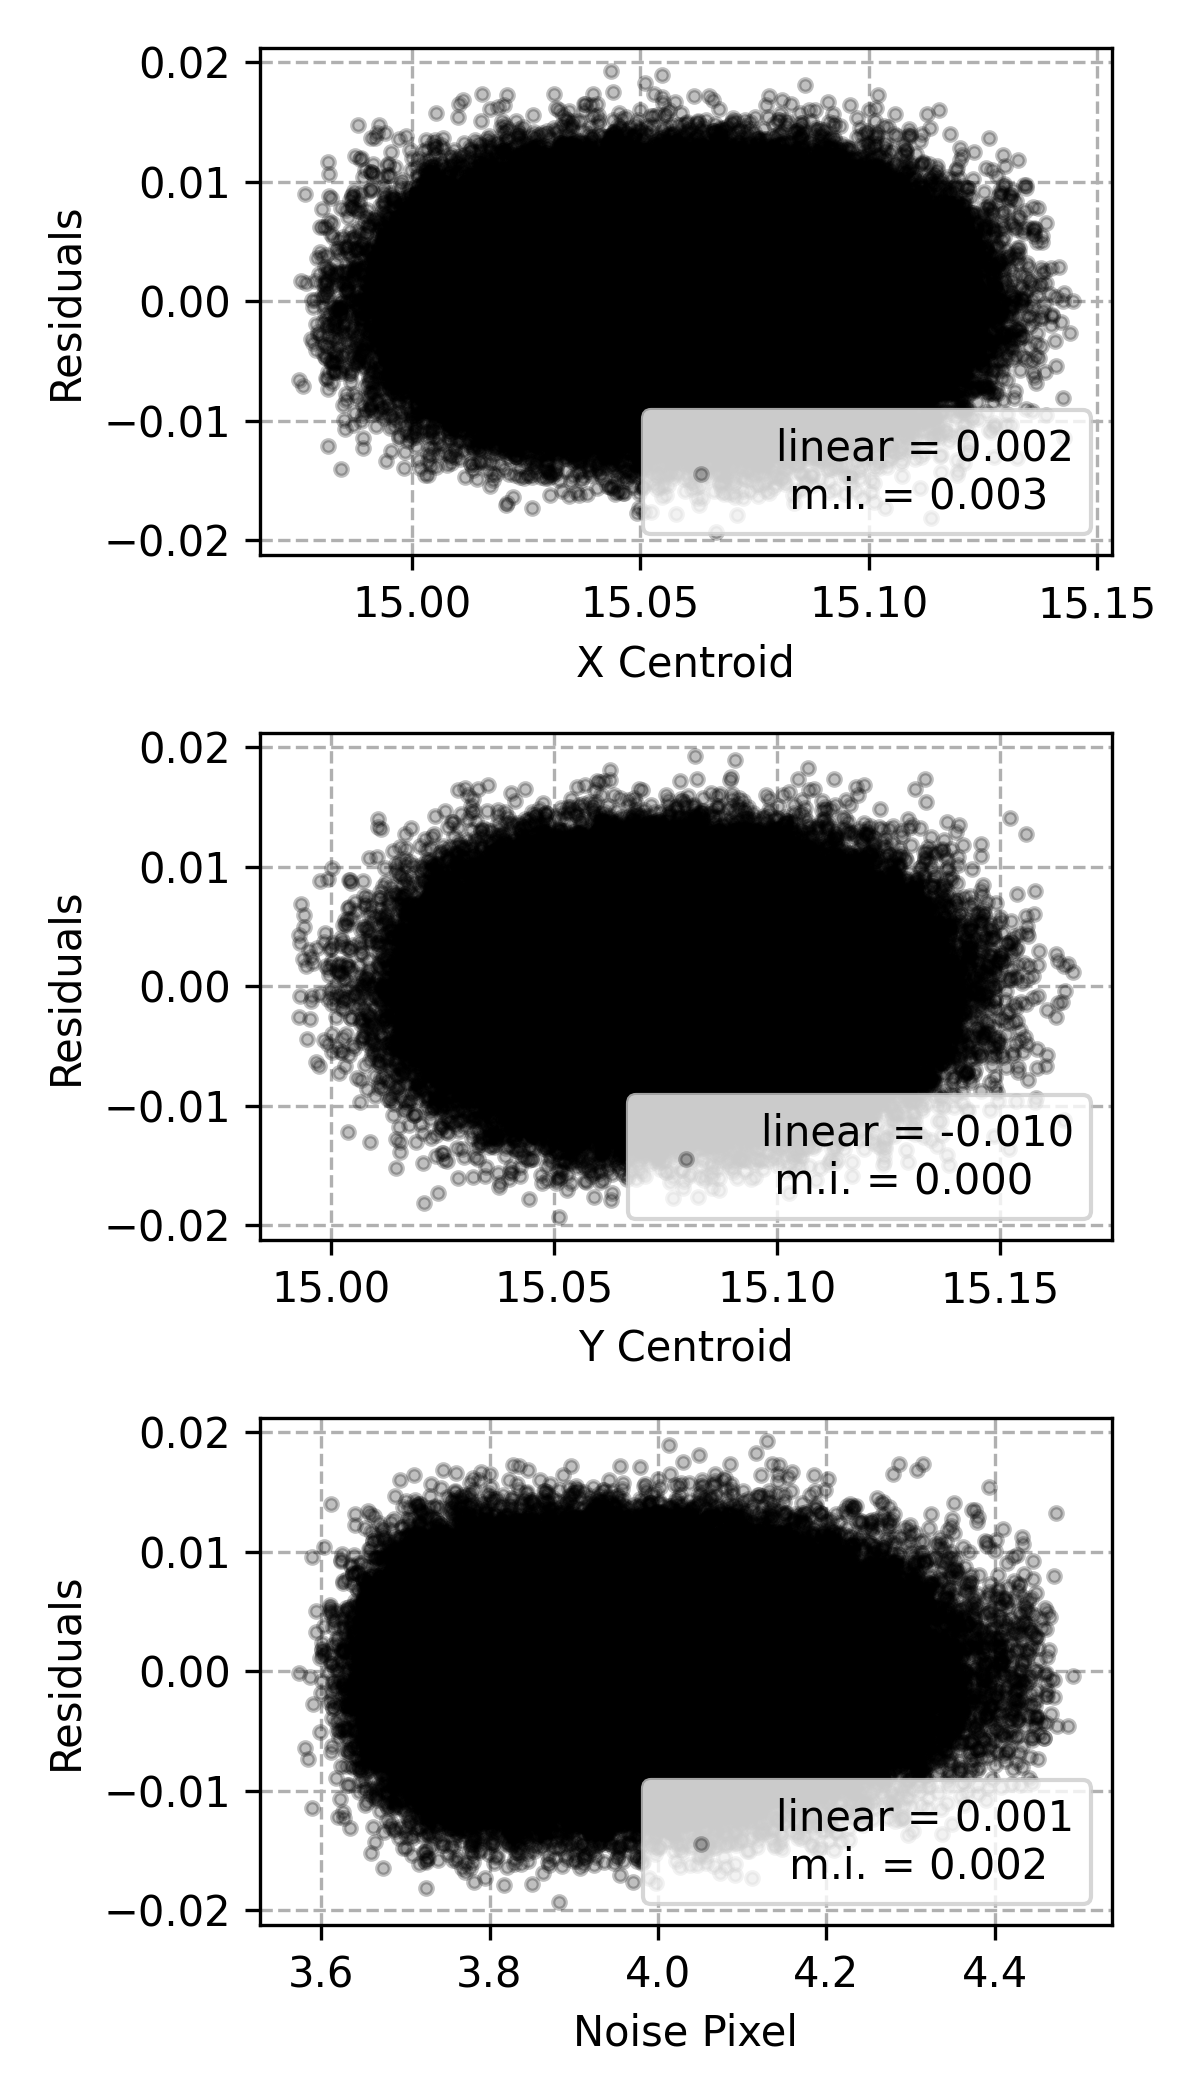 0.02
0.01
0.00
−0.01
−0.02
Residuals
linear = 0.002
m.i. = 0.003
15.00 15.05 15.10 15.15
X Centroid
0.02
0.01
0.00
−0.01
−0.02
Residuals
linear = -0.010
m.i. = 0.000
15.00 15.05 15.10 15.15
Y Centroid
0.02
0.01
0.00
−0.01
−0.02
Residuals
linear = 0.001
m.i. = 0.002
3.6 3.8 4.0 4.2 4.4
Noise Pixel